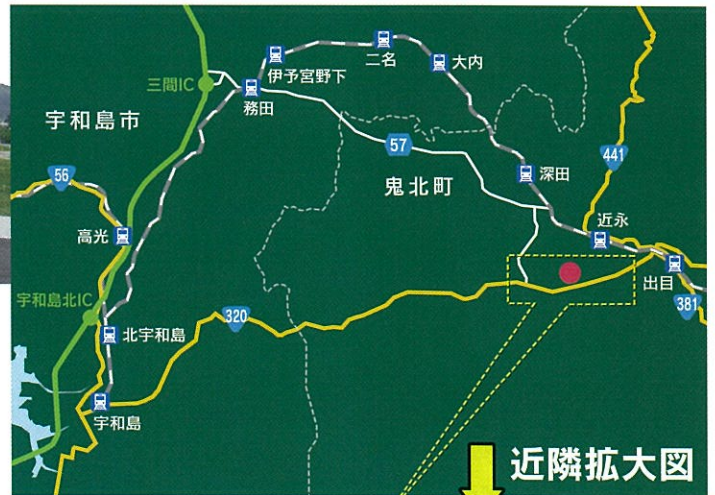 二名
伊予宮野下
大内
三間IC
務田
宇和島市
57
441
56
鬼北町
深田
高光
近永
宇和島北IC
出目
320
381
北宇和島
宇和島
近隣拡大図